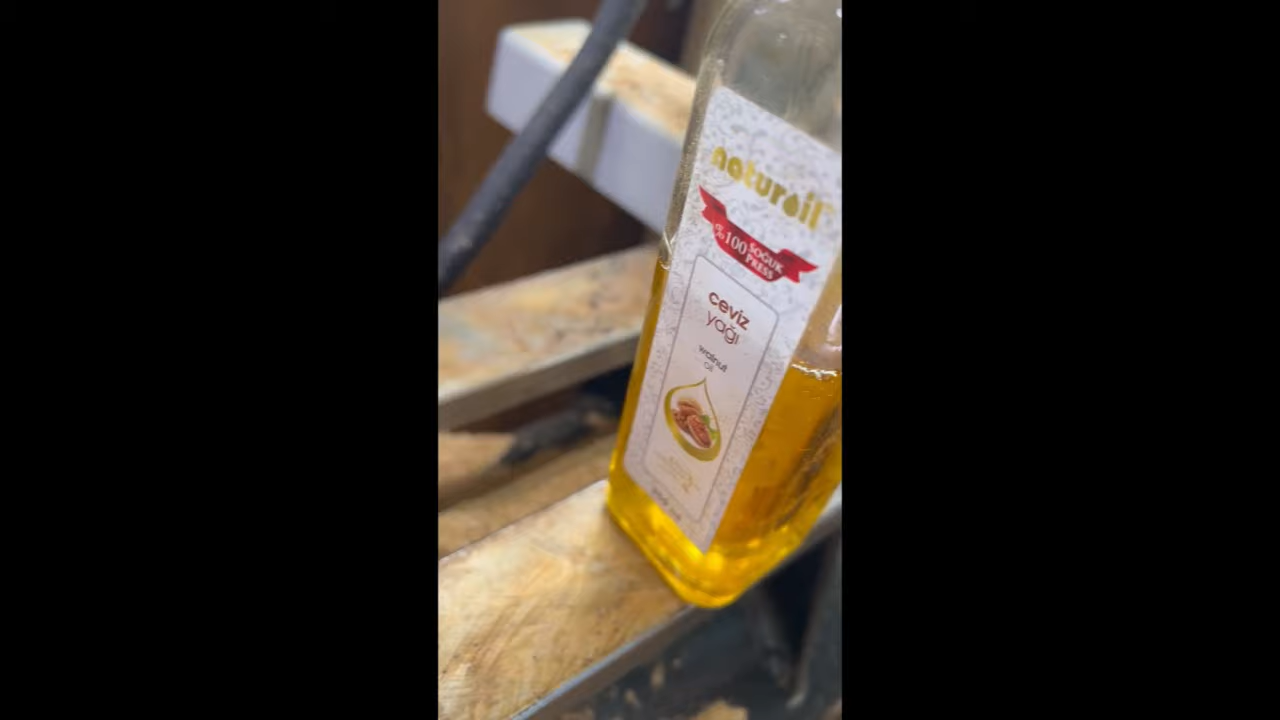 naturoil
%100 SOĞUK
PRESS
ceviz
yağı
walnut
oil